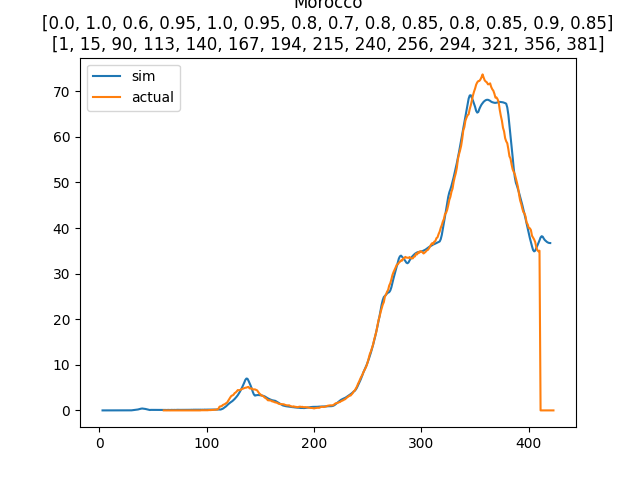 Morocco
[0.0, 1.0, 0.6, 0.95, 1.0, 0.95, 0.8, 0.7, 0.8, 0.85, 0.8, 0.85, 0.9, 0.85]
[1, 15, 90, 113, 140, 167, 194, 215, 240, 256, 294, 321, 356, 381]
sim
actual
70
60
50
40
30
20
10
0
0 100 200 300 400